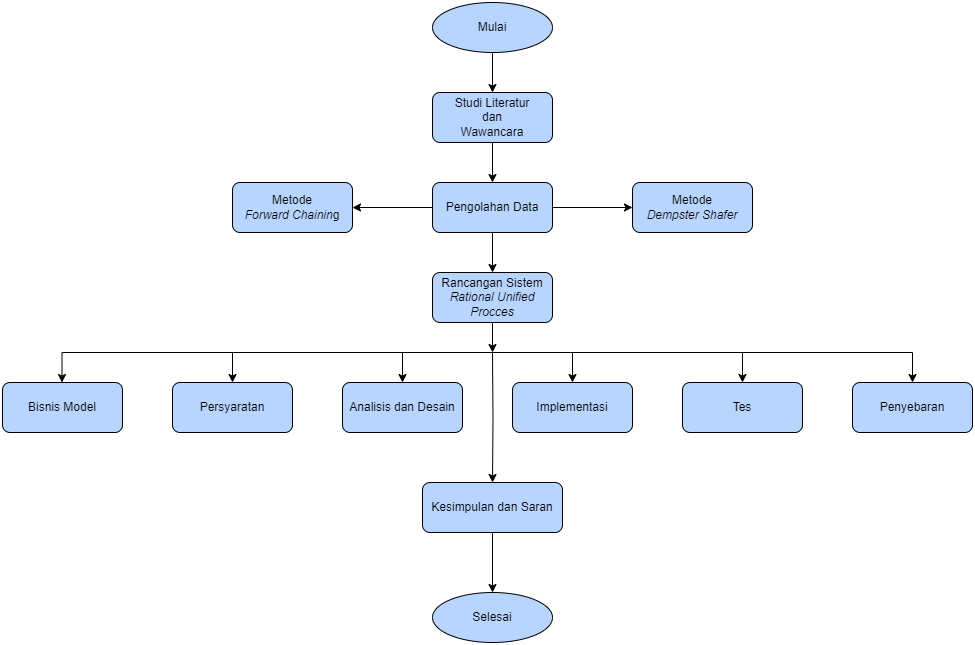 Mulai
Studi Literatur
dan
Wawancara
Metode
Forward Chaining
Pengolahan Data
Metode
Dempster Shafer
Rancangan Sistem
Rational Unified
Procces
Bisnis Model
Persyaratan
Analisis dan Desain
Implementasi
Tes
Penyebaran
Kesimpulan dan Saran
Selesai